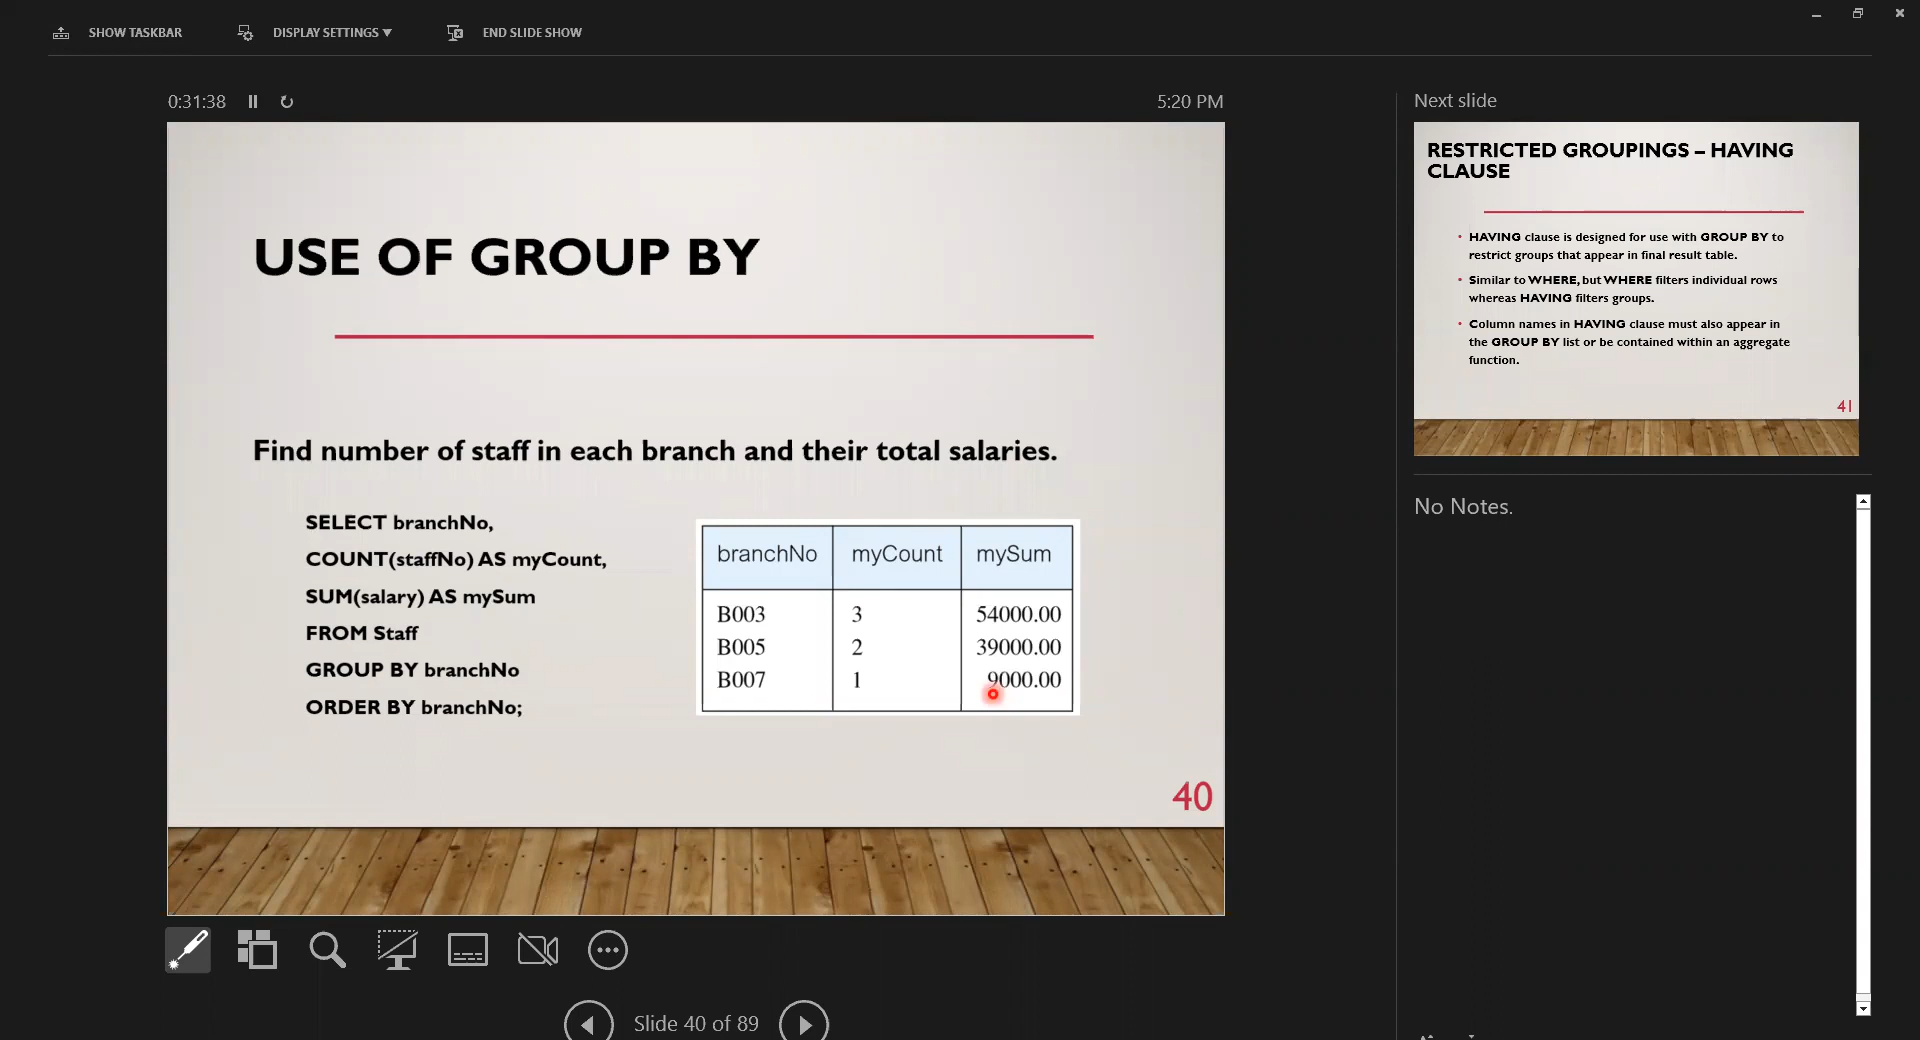 SHOW TASKBAR
DISPLAY SETTINGS ▼
END SLIDE SHOW
0:31:38
5:20 PM
USE OF GROUP BY
Find number of staff in each branch and their total salaries.
SELECT branchNo,
COUNT(staffNo) AS myCount,
SUM(salary) AS mySum
FROM Staff
GROUP BY branchNo
ORDER BY branchNo;
branchNo myCount mySum
B003 3 54000.00
B005 2 39000.00
B007 1 9000.00
40
Slide 40 of 89
Next slide
RESTRICTED GROUPINGS – HAVING
CLAUSE
• HAVING clause is designed for use with GROUP BY to
restrict groups that appear in final result table.
• Similar to WHERE, but WHERE filters individual rows
whereas HAVING filters groups.
• Column names in HAVING clause must also appear in
the GROUP BY list or be contained within an aggregate
function.
41
No Notes.